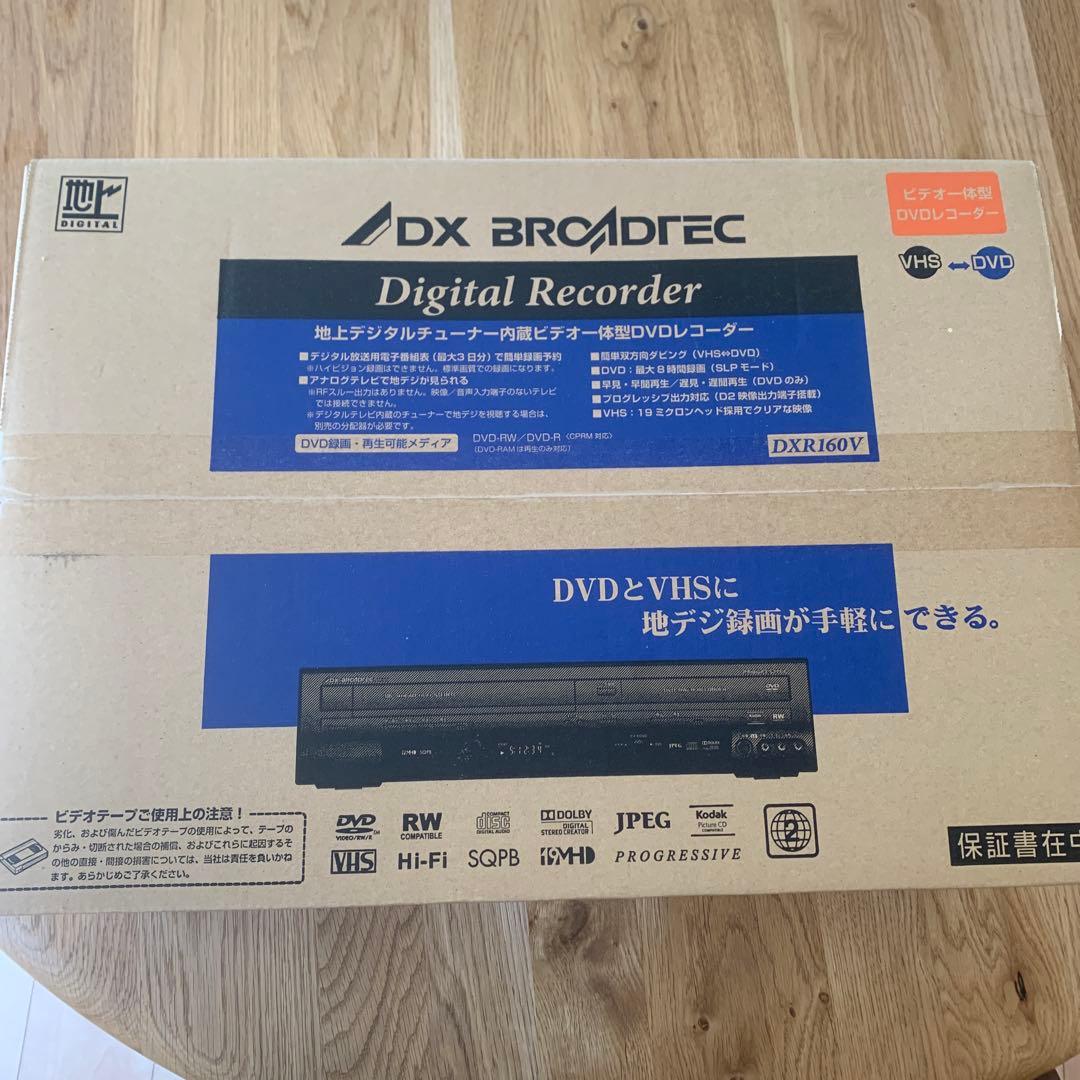 地上
DIGITAL
DX BROADTEC
ビデオ一体型
DVDレコーダー
VHS ⇔ DVD
Digital Recorder
地上デジタルチューナー内蔵ビデオ一体型DVDレコーダー
■デジタル放送用電子番組表(最大3日分)で簡単録画予約
※ハイビジョン録画はできません。標準画質での録画になります。
■アナログテレビで地デジが見られる
※RFスルー出力はありません。映像/音声入力端子のないテレビ
では接続できません。
※デジタルテレビ内蔵のチューナーで地デジを視聴する場合は、
別売の分配器が必要です。
■簡単双方向ダビング(VHS⇔DVD)
■DVD:最大8時間録画(SLPモード)
■早見・早聞再生/遅見・遅聞再生(DVDのみ)
■プログレッシブ出力対応(D2映像出力端子搭載)
■VHS:19ミクロンヘッド採用でクリアな映像
DVD録画・再生可能メディア
DVD-RW/DVD-R〈CPRM対応〉
(DVD-RAMは再生のみ対応)
DXR160V
DVDとVHSに
地デジ録画が手軽にできる。
DX BROADTEC
DVD
Kodak
RW
19MHD SQPB
5:1234
JPEG
DOLBY
ビデオテープご使用上の注意!
劣化、および傷んだビデオテープの使用によって、テープの
からみ・切断された場合の補償、およびこれらに起因するそ
の他の直接・間接の損害については、当社は責任を負いかね
ます。あらかじめご了承ください。
DVD
VIDEO/RW/R
RW
COMPATIBLE
COMPACT
disc
DIGITAL AUDIO
DOLBY
DIGITAL
STEREO CREATOR
JPEG
Kodak
Picture CD
COMPATIBLE
2
VHS
Hi-Fi
SQPB
19MHD
PROGRESSIVE
保証書在中